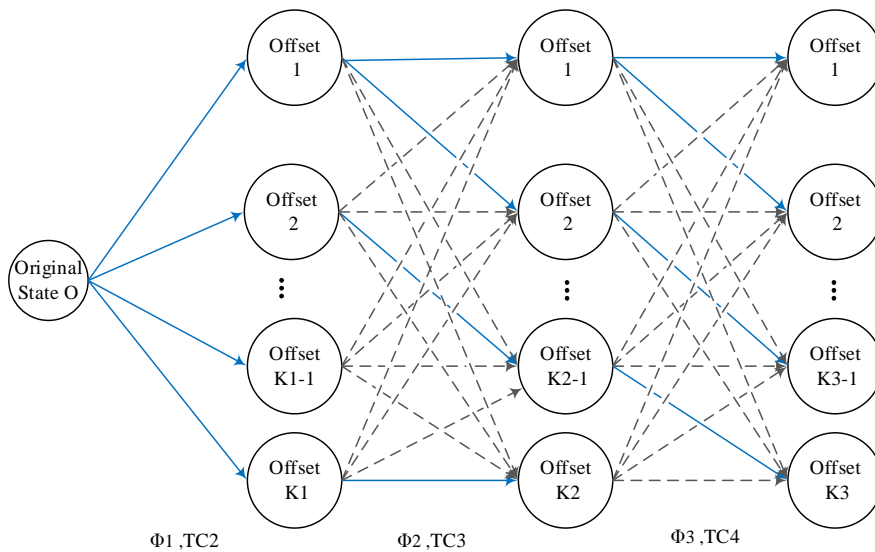 Offset
1
Offset
1
Offset
1
Offset
2
Offset
2
Offset
2
Original
State O
Offset
K1-1
Offset
K2-1
Offset
K3-1
Offset
K1
Offset
K2
Offset
K3
Φ1 ,TC2
Φ2 ,TC3
Φ3 ,TC4